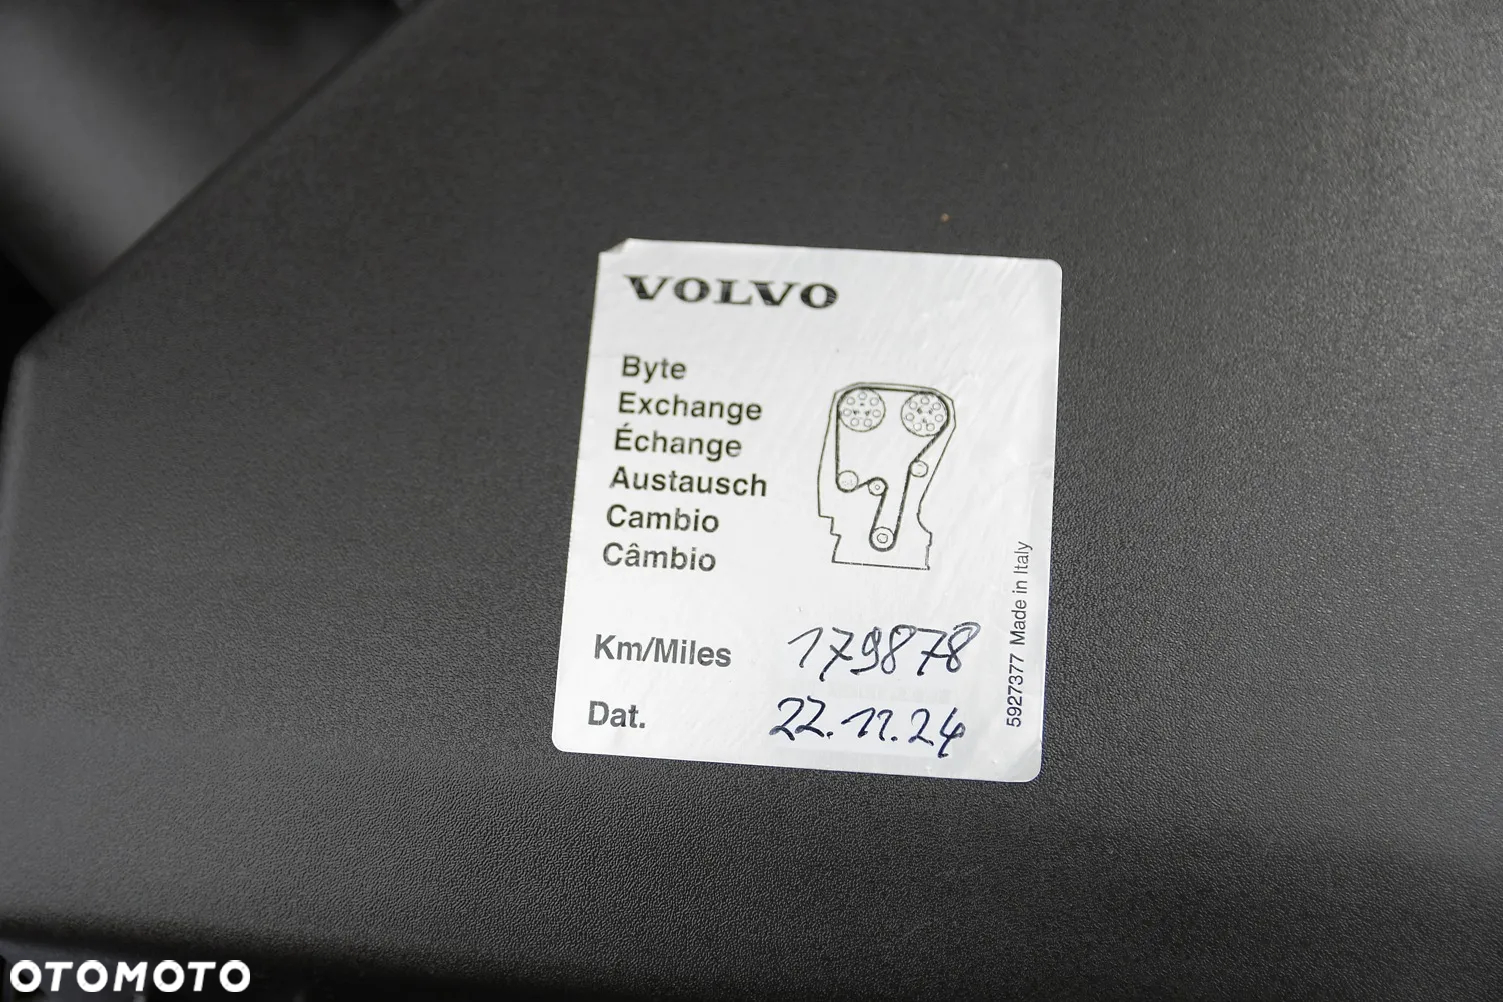 VOLVO
Byte
Exchange
Échange
Austausch
Cambio
Câmbio
Km/Miles 179878
Dat. 22.11.24
5927377 Made in Italy
OTOMOTO